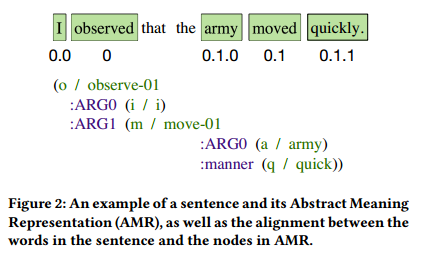 I observed that the army moved quickly.
0.0 0 0.1.0 0.1 0.1.1
(o / observe-01
:ARG0 (i / i)
:ARG1 (m / move-01
:ARG0 (a / army)
:manner (q / quick))
Figure 2: An example of a sentence and its Abstract Meaning
Representation (AMR), as well as the alignment between the
words in the sentence and the nodes in AMR.